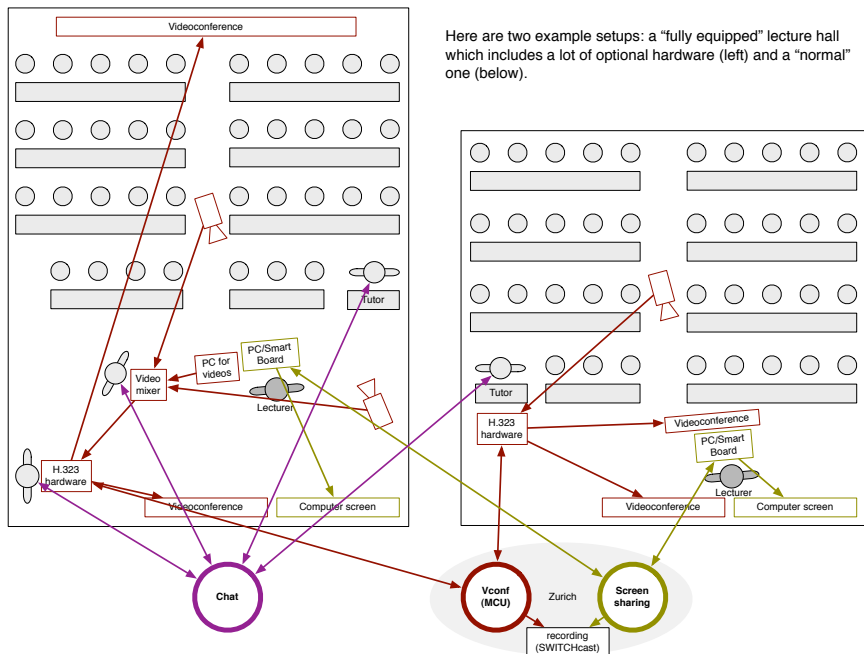 Videoconference
Here are two example setups: a “fully equipped” lecture hall
which includes a lot of optional hardware (left) and a “normal”
one (below).
Tutor
PC/Smart
Board
PC for
videos
Video
mixer
Lecturer
H.323
hardware
Videoconference
Computer screen
Tutor
H.323
hardware
Videoconference
PC/Smart
Board
Lecturer
Videoconference
Computer screen
Chat
Vconf
(MCU)
Zurich
Screen
sharing
recording
(SWITCHcast)